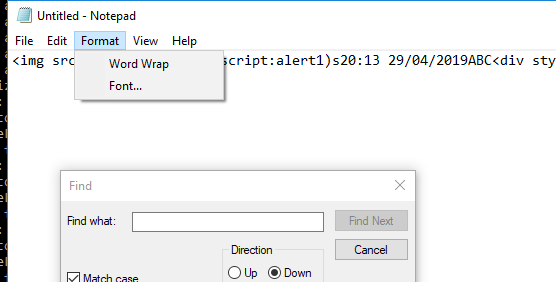 Untitled - Notepad
File Edit Format View Help
<img src script:alert1)s20:13 29/04/2019ABC<div sty
Word Wrap
Font...
Find
Find what: Find Next
Cancel
Direction
Match case Up Down